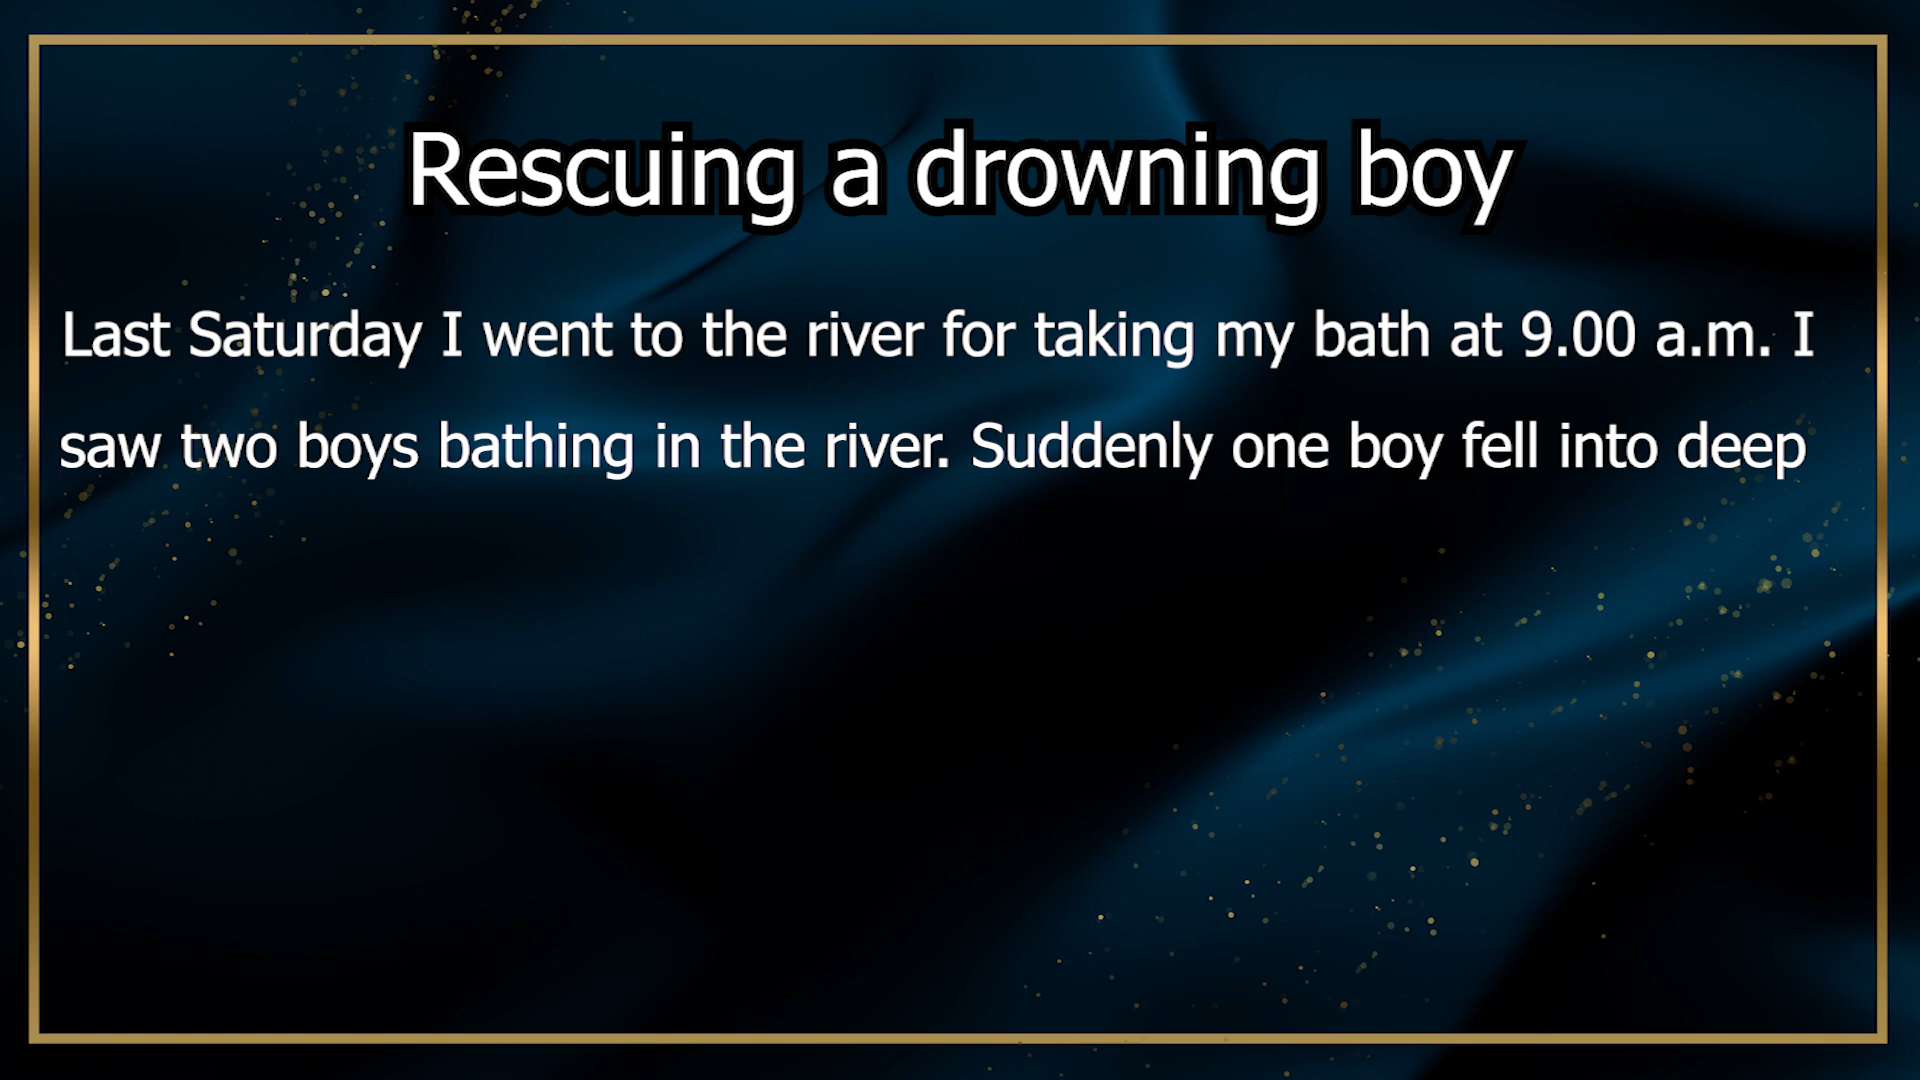 Rescuing a drowning boy
Last Saturday I went to the river for taking my bath at 9.00 a.m. I
saw two boys bathing in the river. Suddenly one boy fell into deep